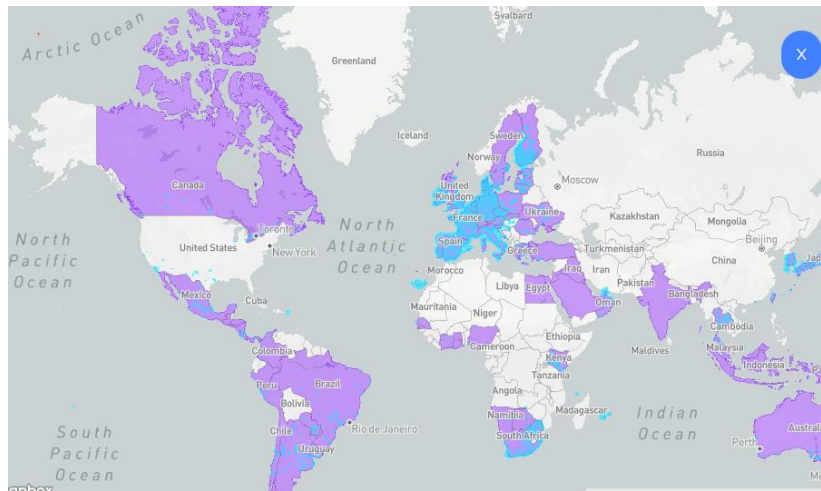 Svalbard
Arctic Ocean
X
Greenland
Iceland
Sweden
Norway
Russia
Moscow
Canada
United
Kingdom
Ukraine
Kazakhstan
Mongolia
France
Toronto
North
Pacific
Ocean
United States
New York
North
Atlantic
Ocean
Spain
Greece
Turkmenistan
Beijing
China
Morocco
Iraq
Iran
Pakistan
Libya
Egypt
Mexico
Cuba
Mauritania
Niger
Oman
Bangladesh
Cambodia
Ethiopia
Cameroon
Maldives
Malaysia
Colombia
Kenya
Indonesia
Tanzania
Peru
Brazil
Angola
Bolivia
Madagascar
Namibia
Indian
Ocean
Rio de Janeiro
Chile
South
Pacific
Ocean
Uruguay
South Africa
Perth
Austral